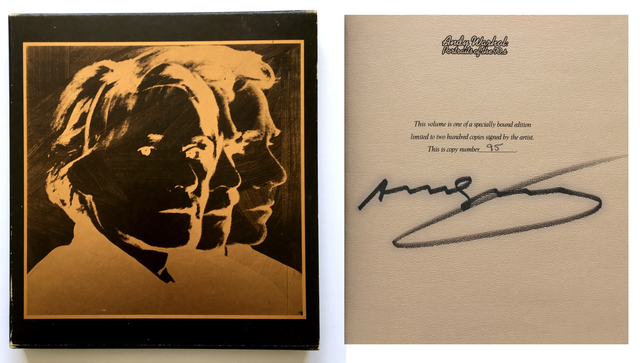 Andy Warhol
Portraits of the 70s
This volume is one of a specially bound edition
limited to two hundred copies signed by the artist.
This is copy number 95